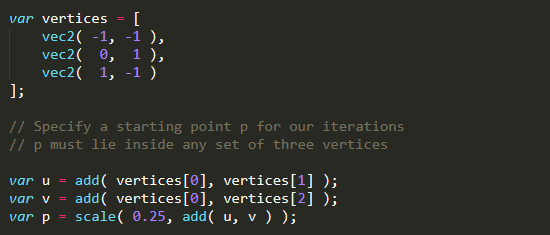 var vertices = [
    vec2( -1, -1 ),
    vec2(  0,  1 ),
    vec2(  1, -1 )
];
// Specify a starting point p for our iterations
// p must lie inside any set of three vertices
var u = add( vertices[0], vertices[1] );
var v = add( vertices[0], vertices[2] );
var p = scale( 0.25, add( u, v ) );